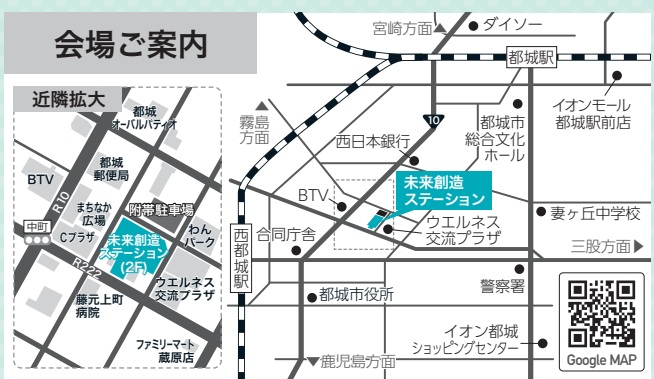 会場ご案内
近隣拡大
都城
オーバルパティオ
都城
郵便局
BTV
R10
まちなか
広場
附帯駐車場
中町
Cプラザ
未来創造
ステーション
(2F)
わん
パーク
R222
藤元上町
病院
ウエルネス
交流プラザ
ファミリーマート
蔵原店
宮崎方面▲
ダイソー
都城駅
イオンモール
都城駅前店
▲
霧島
方面
10
都城市
総合文化
ホール
西日本銀行
未来創造
ステーション
BTV
ウエルネス
交流プラザ
妻ヶ丘中学校
三股方面▶
合同庁舎
西都城駅
警察署
都城市役所
イオン都城
ショッピングセンター
▼鹿児島方面
Google MAP